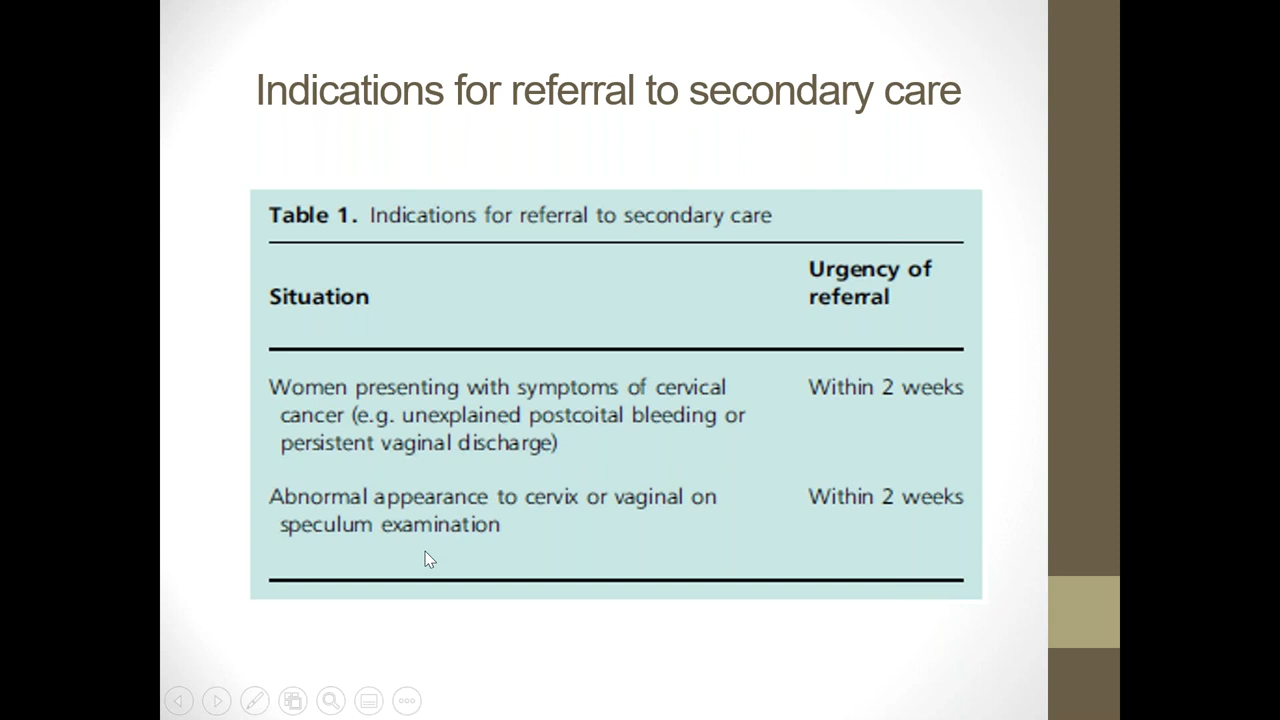 Indications for referral to secondary care
Table 1. Indications for referral to secondary care
Situation
Urgency of
referral
Women presenting with symptoms of cervical
cancer (e.g. unexplained postcoital bleeding or
persistent vaginal discharge)
Within 2 weeks
Abnormal appearance to cervix or vaginal on
speculum examination
Within 2 weeks